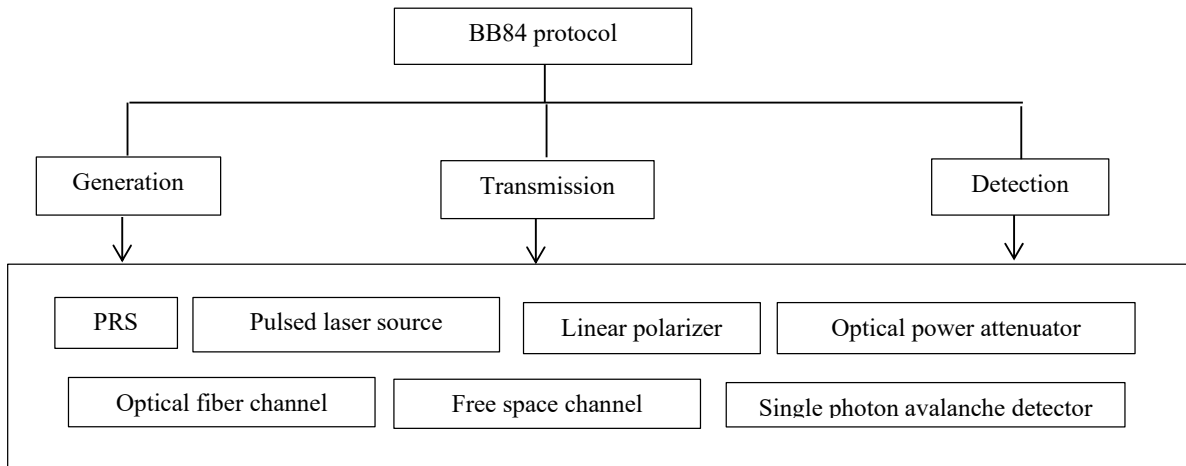 BB84 protocol
Generation
Transmission
Detection
PRS
Pulsed laser source
Linear polarizer
Optical power attenuator
Optical fiber channel
Free space channel
Single photon avalanche detector